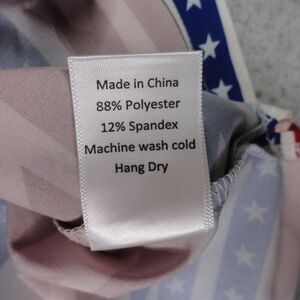 Made in China
88% Polyester
12% Spandex
Machine wash cold
Hang Dry